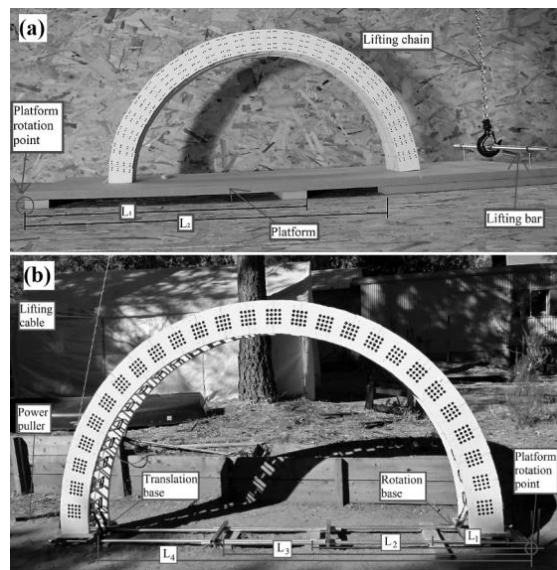 (a)
Lifting chain
Platform
rotation
point
L₁
L₂
Platform
Lifting bar
(b)
Lifting
cable
Power
puller
Translation
base
Rotation
base
Platform
rotation
point
L₁
L₂
L₃
L₄